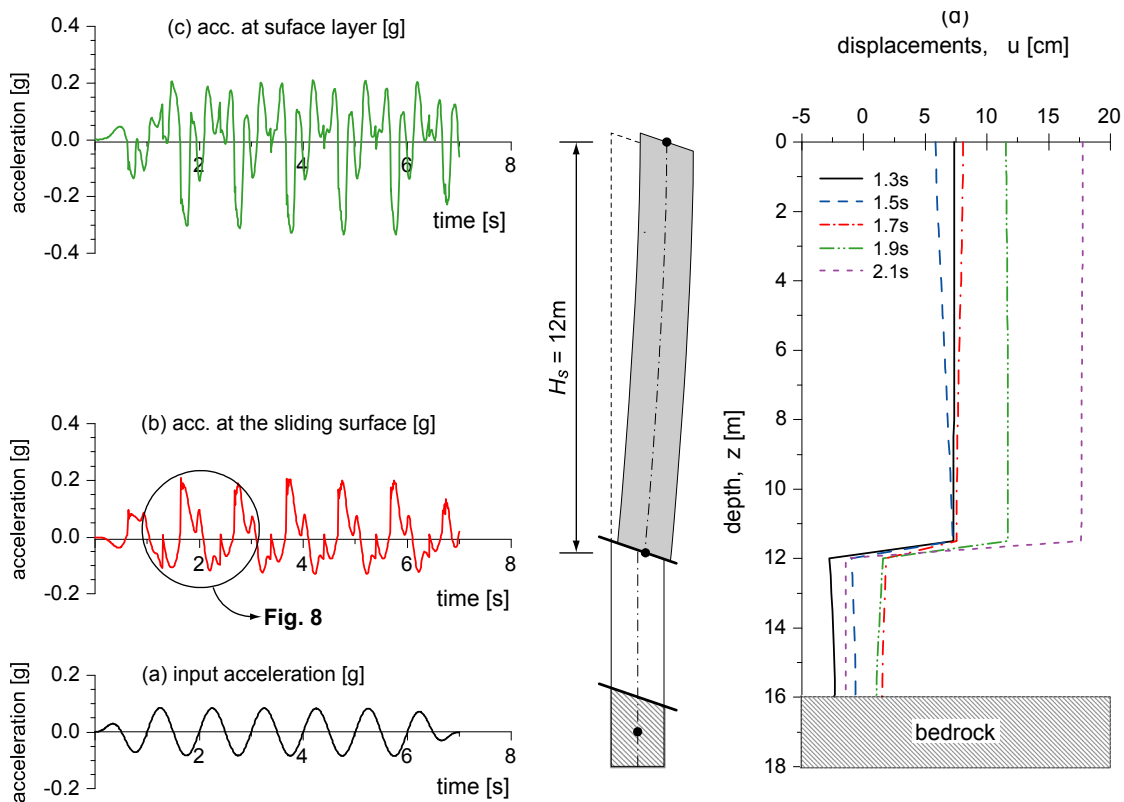 (c) acc. at suface layer [g]
acceleration [g]
0.4
0.2
0.0
-0.2
-0.4
2
4
6
8
time [s]
(b) acc. at the sliding surface [g]
acceleration [g]
0.4
0.2
0.0
-0.2
2
4
6
8
time [s]
Fig. 8
(a) input acceleration [g]
acceleration [g]
0.2
0.0
-0.2
2
4
6
8
time [s]
Hs = 12m
(d)
displacements, u [cm]
-5
0
5
10
15
20
depth, z [m]
0
2
4
6
8
10
12
14
16
18
1.3s
1.5s
1.7s
1.9s
2.1s
bedrock